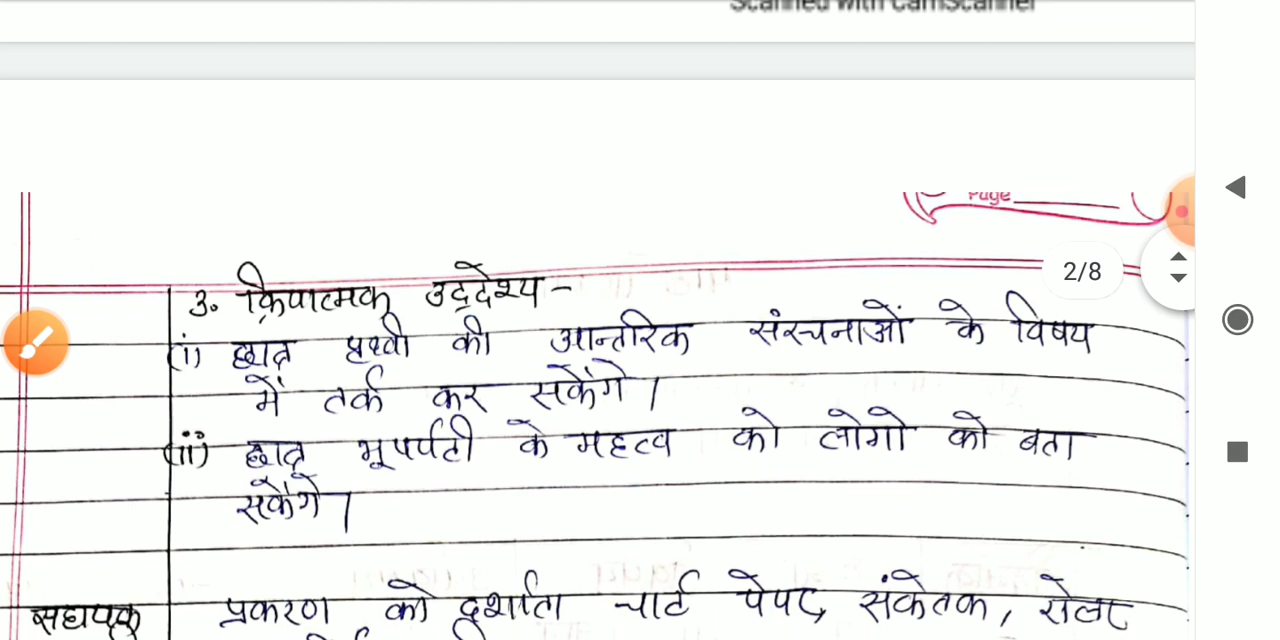 Scanned with CamScanner
Page
2/8
3. क्रियात्मक उद्देश्य –
(i) छात्र पृथ्वी की आन्तरिक संरचनाओं के विषय
में तर्क कर सकेंगे।
(ii) छात्र भूपर्पटी के महत्व को लोगो को बता
सकेंगे।
सहायक प्रकरण को दर्शाता चार्ट पेपर, संकेतक, रोलर